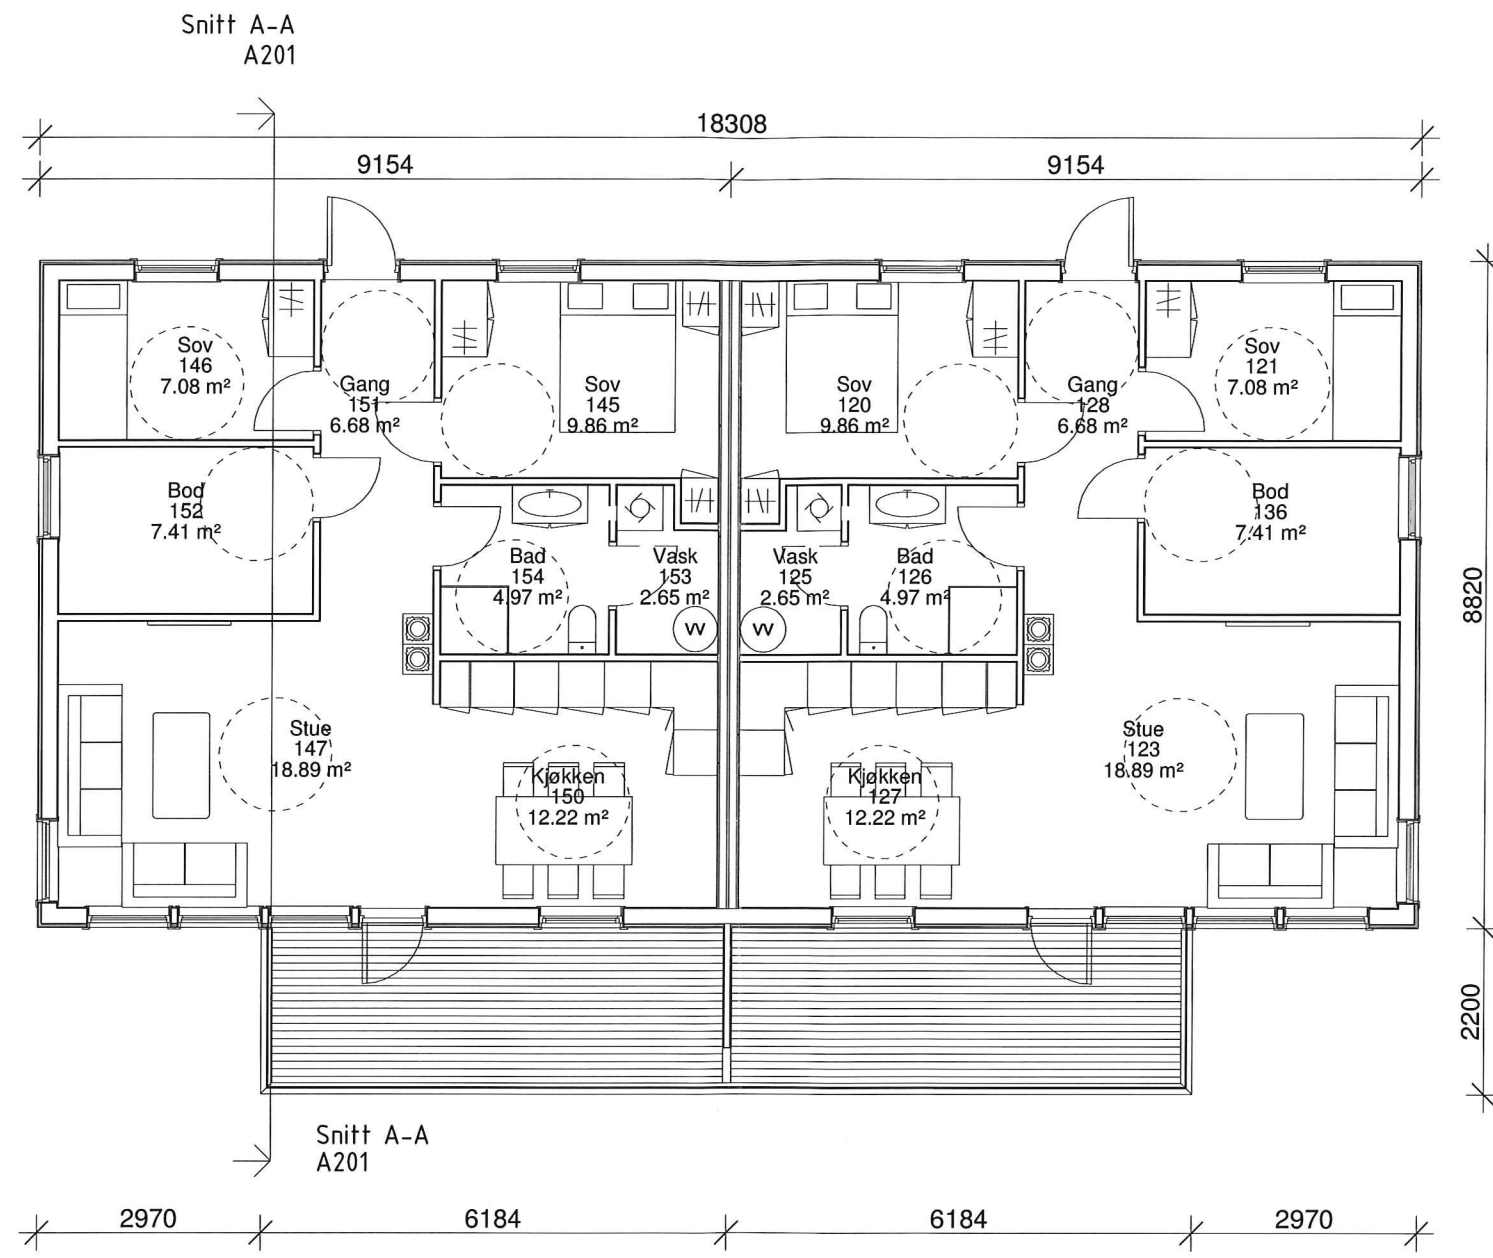 Snitt A-A
A201
18308
9154
9154
Sov
146
7.08 m²
Gang
151
6.68 m²
Sov
145
9.86 m²
Sov
120
9.86 m²
Gang
128
6.68 m²
Sov
121
7.08 m²
Bod
152
7.41 m²
Bad
154
4.97 m²
Vask
153
2.65 m²
VV
Vask
125
2.65 m²
VV
Bad
126
4.97 m²
Bod
136
7.41 m²
8820
Stue
147
18.89 m²
Kjøkken
150
12.22 m²
Kjøkken
127
12.22 m²
Stue
123
18.89 m²
2200
Snitt A-A
A201
2970
6184
6184
2970